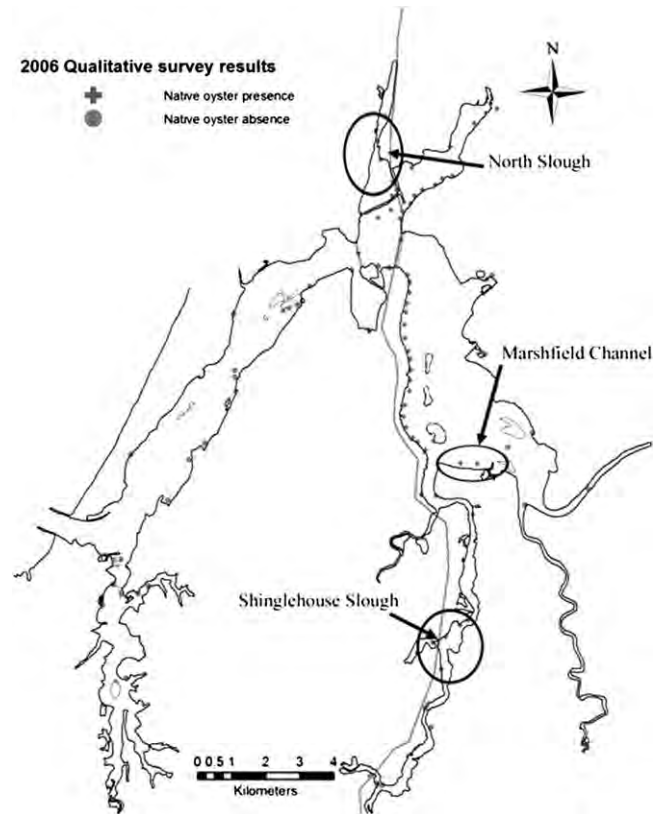 2006 Qualitative survey results
Native oyster presence
Native oyster absence
N
North Slough
Marshfield Channel
Shinglehouse Slough
0 0.5 1 2 3 4
Kilometers